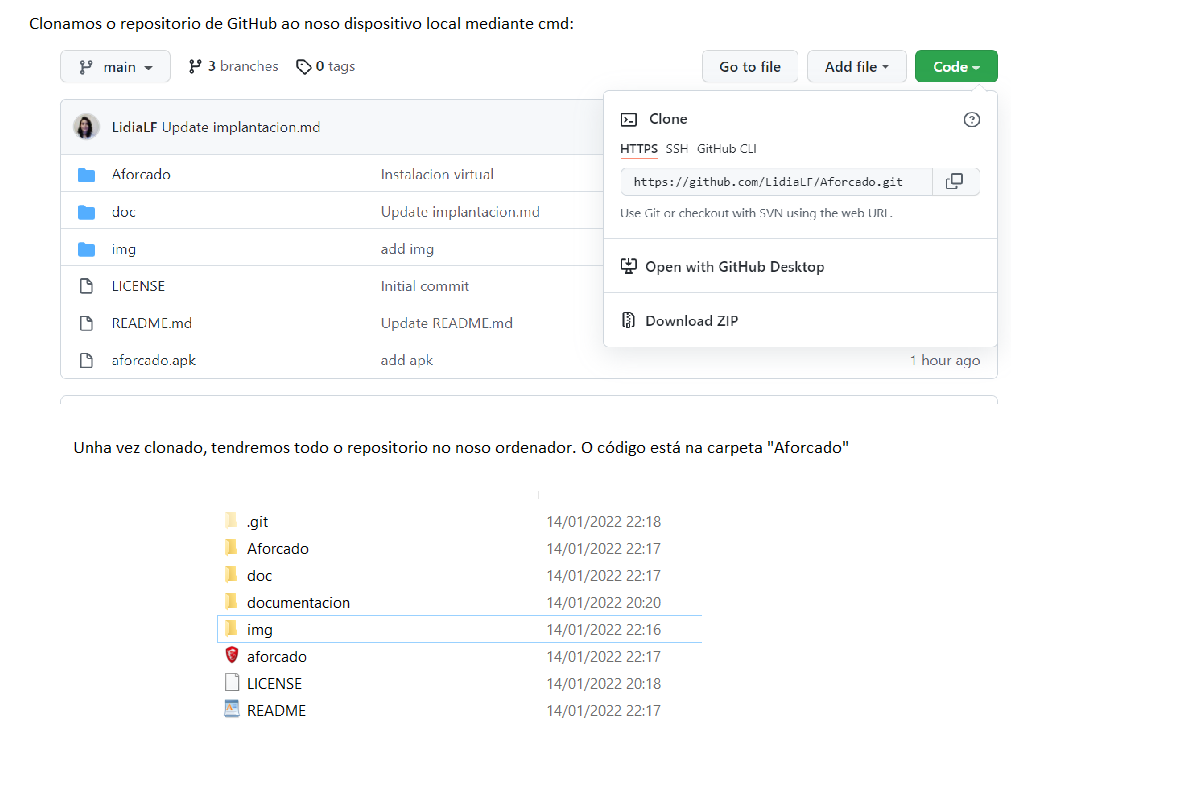 Clonamos o repositorio de GitHub ao noso dispositivo local mediante cmd:
main 3 branches 0 tags Go to file Add file Code
LidiaLF Update implantacion.md
Clone
HTTPS SSH GitHub CLI
https://github.com/LidiaLF/Aforcado.git
Use Git or checkout with SVN using the web URL.
Open with GitHub Desktop
Download ZIP
Aforcado Instalacion virtual
doc Update implantacion.md
img add img
LICENSE Initial commit
README.md Update README.md
aforcado.apk add apk 1 hour ago
Unha vez clonado, tendremos todo o repositorio no noso ordenador. O código está na carpeta "Aforcado"
.git 14/01/2022 22:18
Aforcado 14/01/2022 22:17
doc 14/01/2022 22:17
documentacion 14/01/2022 20:20
img 14/01/2022 22:16
aforcado 14/01/2022 22:17
LICENSE 14/01/2022 20:18
README 14/01/2022 22:17